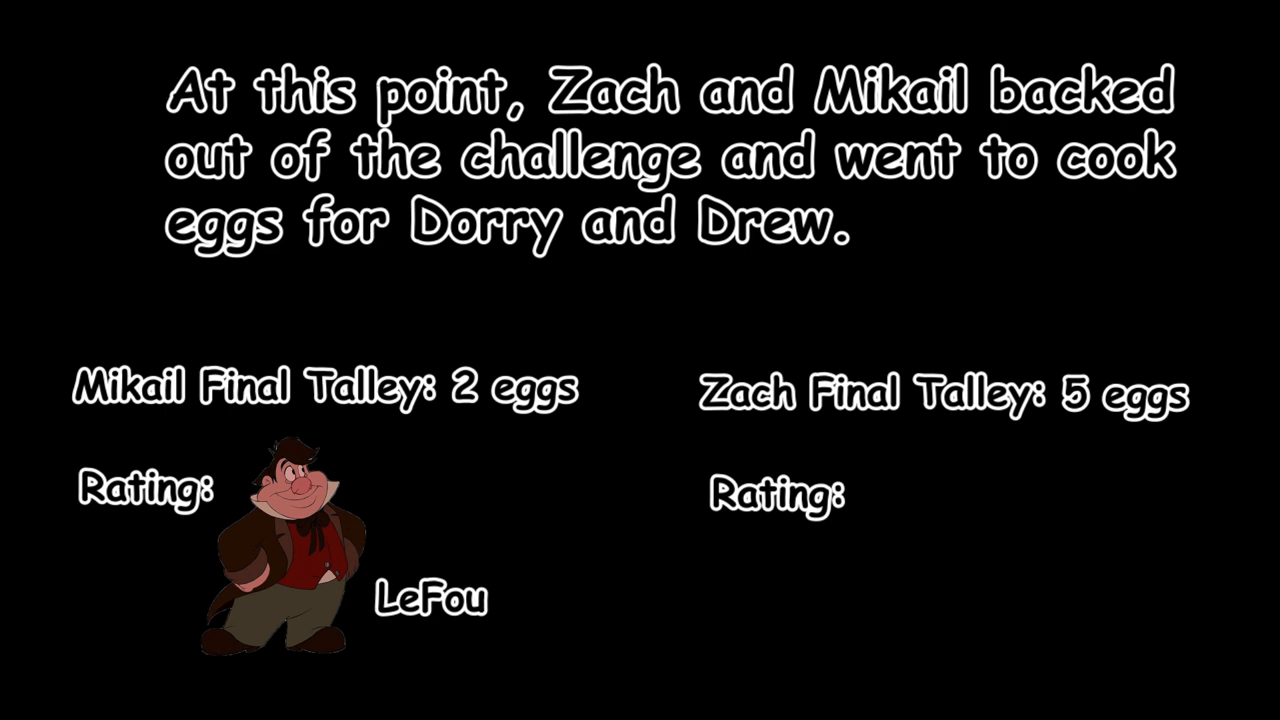 At this point, Zach and Mikail backed
out of the challenge and went to cook
eggs for Dorry and Drew.
Mikail Final Talley: 2 eggs
Zach Final Talley: 5 eggs
Rating:
Rating:
LeFou